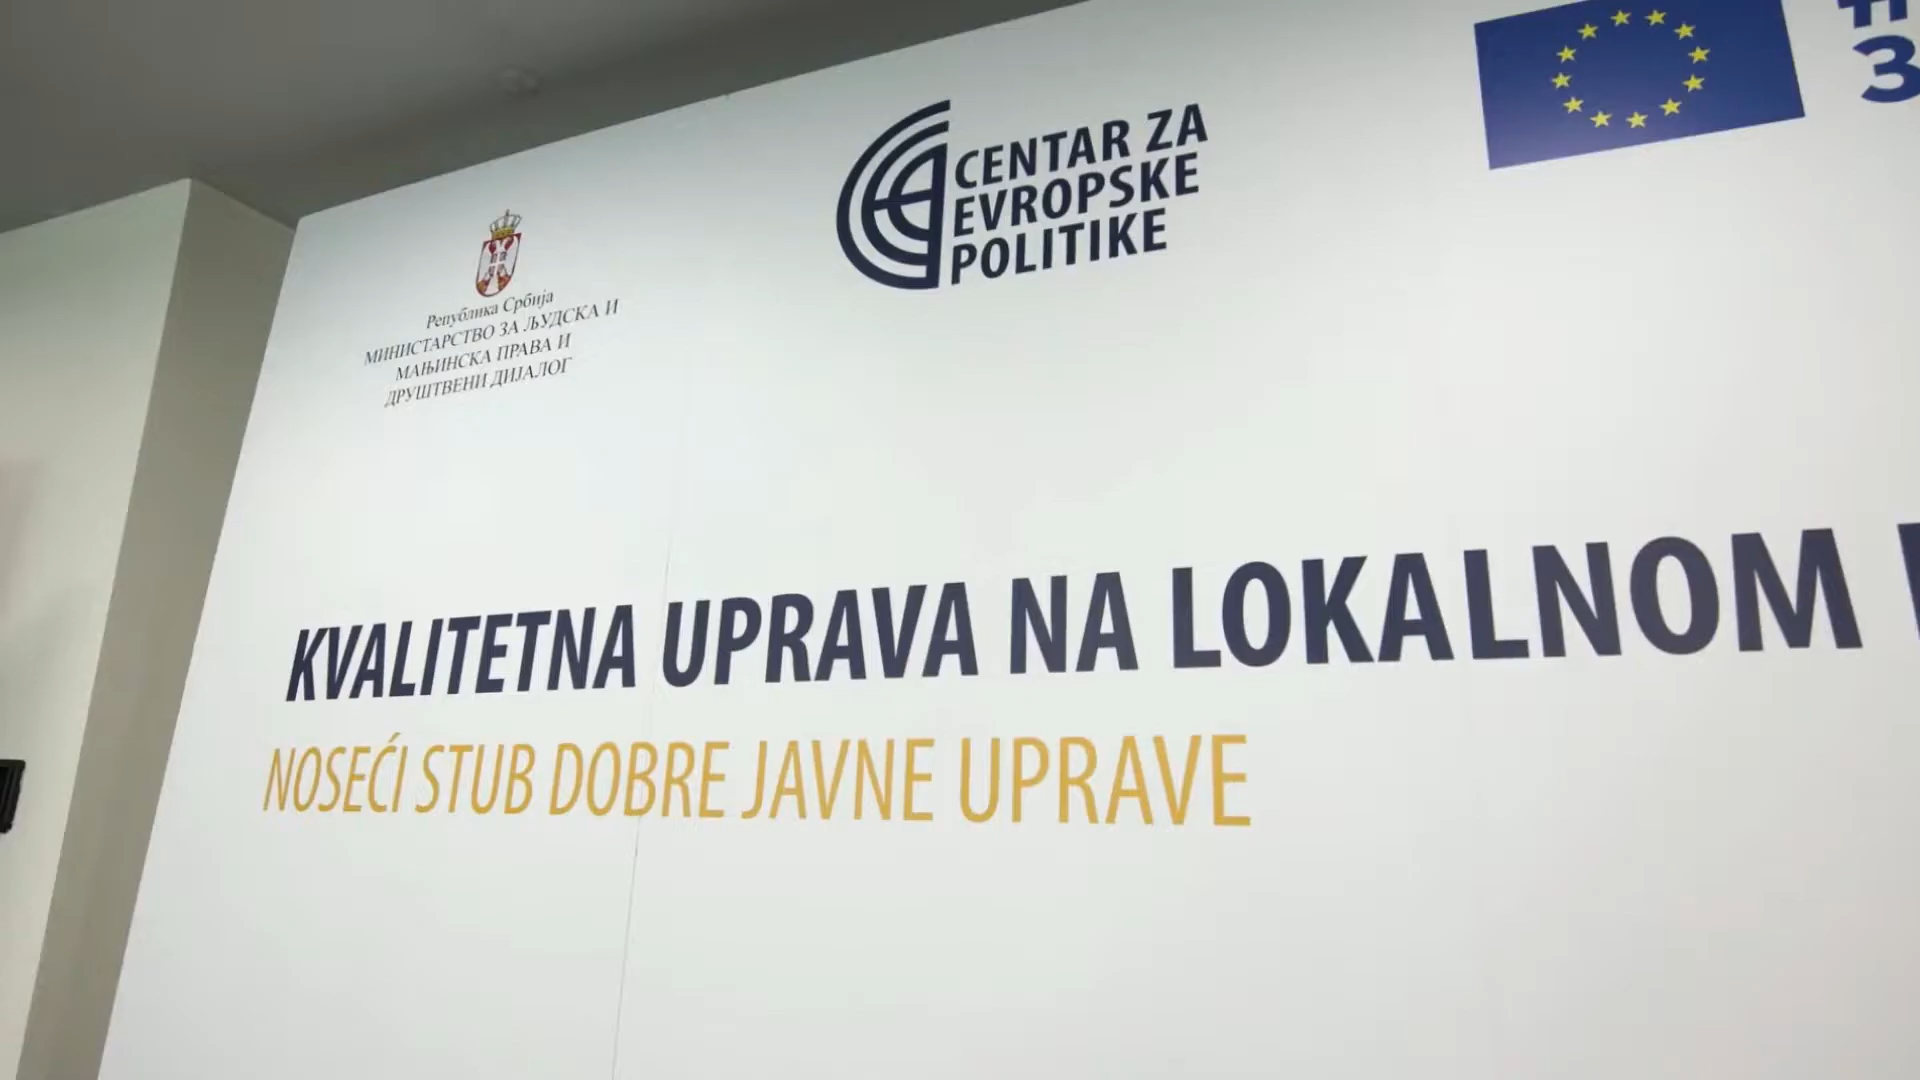 Република Србија
МИНИСТАРСТВО ЗА ЉУДСКА И
МАЊИНСКА ПРАВА И
ДРУШТВЕНИ ДИЈАЛОГ
CENTAR ZA
EVROPSKE
POLITIKE
KVALITETNA UPRAVA NA LOKALNOM
NOSEĆI STUB DOBRE JAVNE UPRAVE